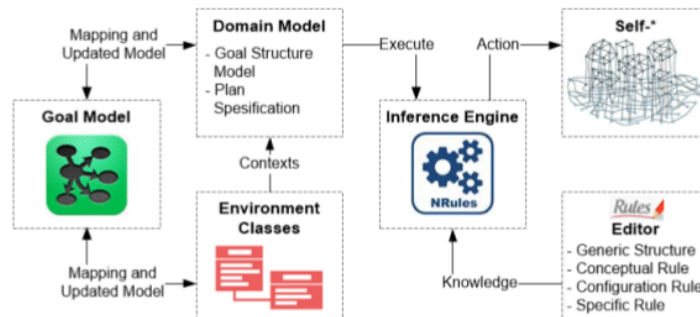 Mapping and
Updated Model
Domain Model
- Goal Structure
Model
- Plan
Spesification
Execute
Action
Self-*
Goal Model
Inference Engine
NRules
Contexts
Environment
Classes
Mapping and
Updated Model
Knowledge
Rules
Editor
- Generic Structure
- Conceptual Rule
- Configuration Rule
- Specific Rule